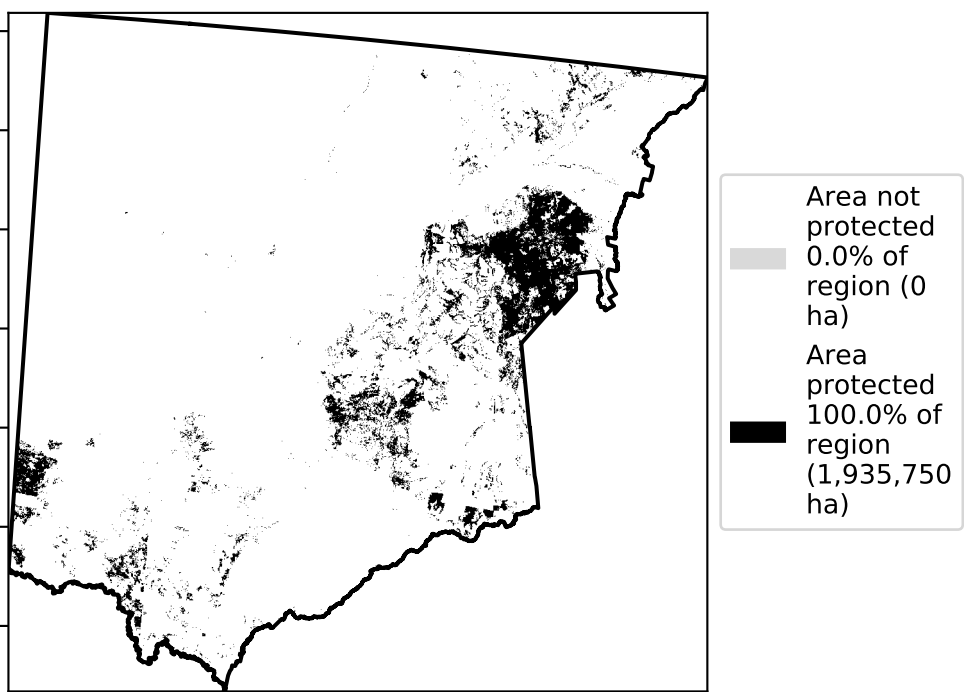 Area not
protected
0.0% of
region (0
ha)
Area
protected
100.0% of
region
(1,935,750
ha)